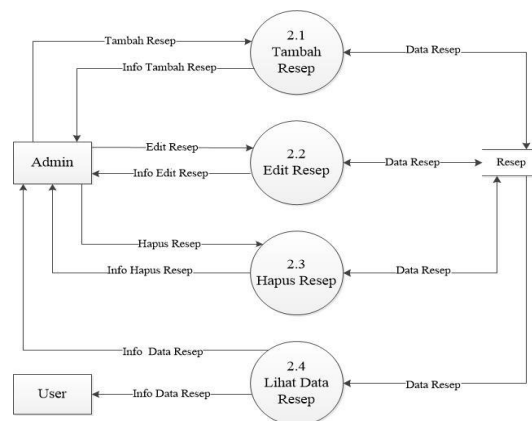 Tambah Resep
2.1
Tambah
Resep
Data Resep
Info Tambah Resep
Admin
Edit Resep
Info Edit Resep
2.2
Edit Resep
Data Resep
Resep
Hapus Resep
Info Hapus Resep
2.3
Hapus Resep
Data Resep
Info Data Resep
2.4
Lihat Data
Resep
Data Resep
User
Info Data Resep